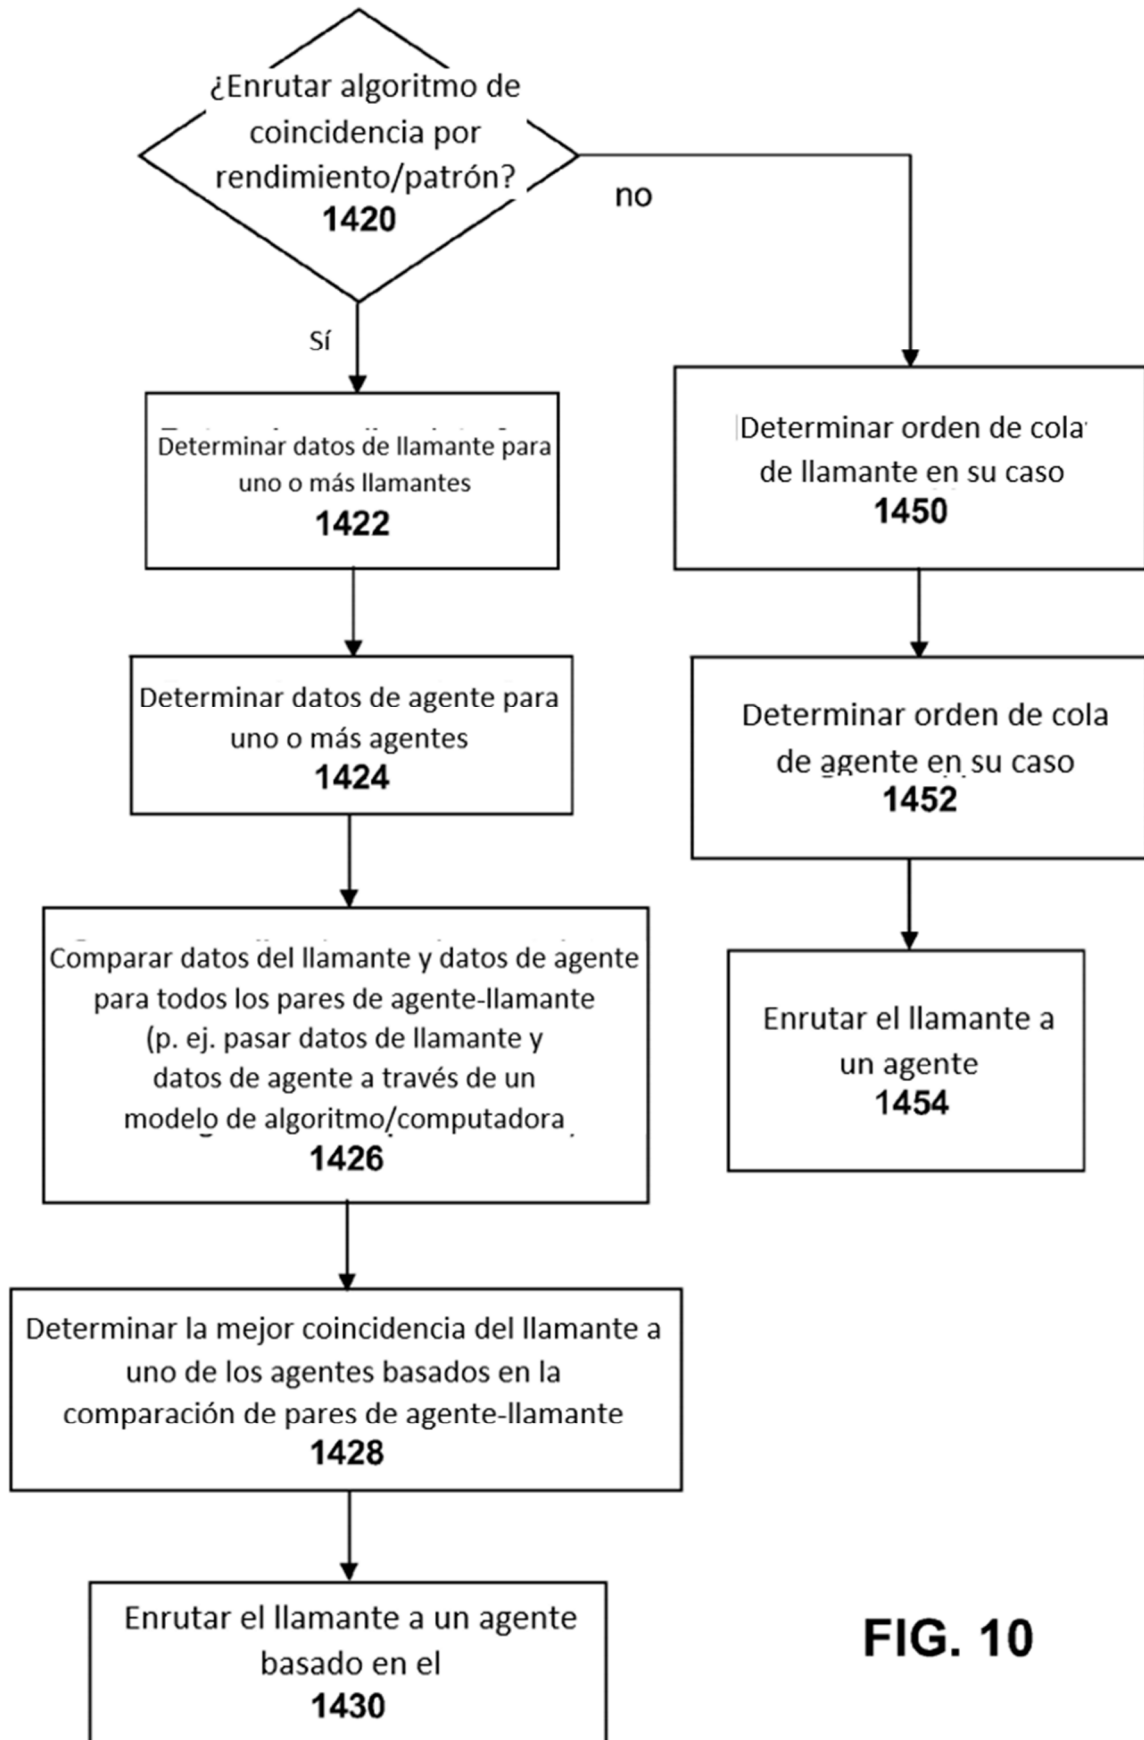 ¿Enrutar algoritmo de
coincidencia por
rendimiento/patrón?
1420
no
Sí
Determinar datos de llamante para
uno o más llamantes
1422
Determinar orden de cola
de llamante en su caso
1450
Determinar datos de agente para
uno o más agentes
1424
Determinar orden de cola
de agente en su caso
1452
Comparar datos del llamante y datos de agente
para todos los pares de agente-llamante
(p. ej. pasar datos de llamante y
datos de agente a través de un
modelo de algoritmo/computadora
1426
Enrutar el llamante a
un agente
1454
Determinar la mejor coincidencia del llamante a
uno de los agentes basados en la
comparación de pares de agente-llamante
1428
Enrutar el llamante a un agente
basado en el
1430
FIG. 10